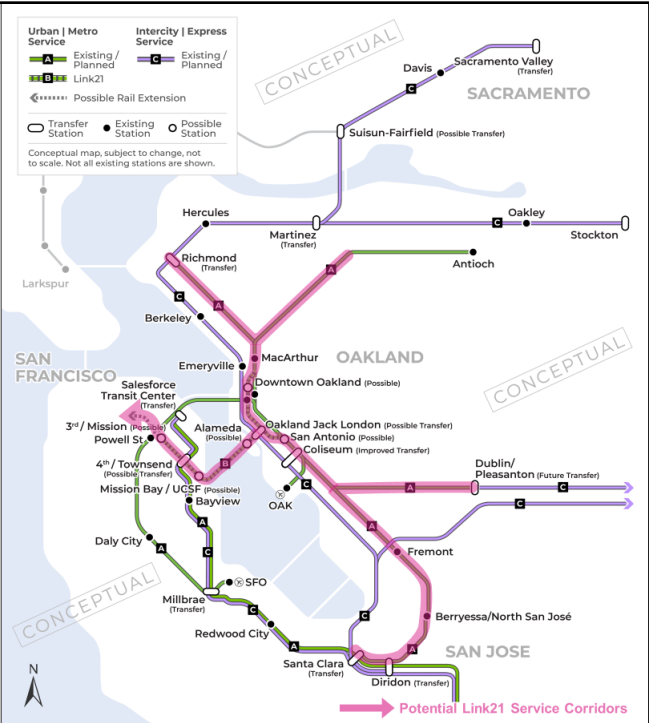 Urban | Metro
Service
Intercity | Express
Service
A
Existing /
Planned
C
Existing /
Planned
B
Link21
Possible Rail Extension
Transfer
Station
Existing
Station
Possible
Station
Conceptual map, subject to change, not
to scale. Not all existing stations are shown.
CONCEPTUAL
Sacramento Valley
(Transfer)
Davis
C
SACRAMENTO
Suisun-Fairfield (Possible Transfer)
Hercules
Martinez
(Transfer)
C
Oakley
Stockton
Richmond
(Transfer)
Antioch
A
Larkspur
C
A
Berkeley
CONCEPTUAL
SAN
FRANCISCO
Emeryville
MacArthur
OAKLAND
Salesforce
Transit Center
(Transfer)
Downtown Oakland (Possible)
3rd / Mission (Possible)
Powell St
Alameda
(Possible)
Oakland Jack London (Possible Transfer)
San Antonio (Possible)
Coliseum (Improved Transfer)
4th / Townsend
(Possible Transfer)
B
Mission Bay / UCSF (Possible)
Bayview
OAK
C
Dublin/
Pleasanton (Future Transfer)
A
C
C
A
A
Daly City
A
C
Fremont
CONCEPTUAL
SFO
Millbrae
(Transfer)
C
C
Berryessa/North San José
Redwood City
A
A
SAN JOSE
Santa Clara
(Transfer)
Diridon (Transfer)
N
Potential Link21 Service Corridors